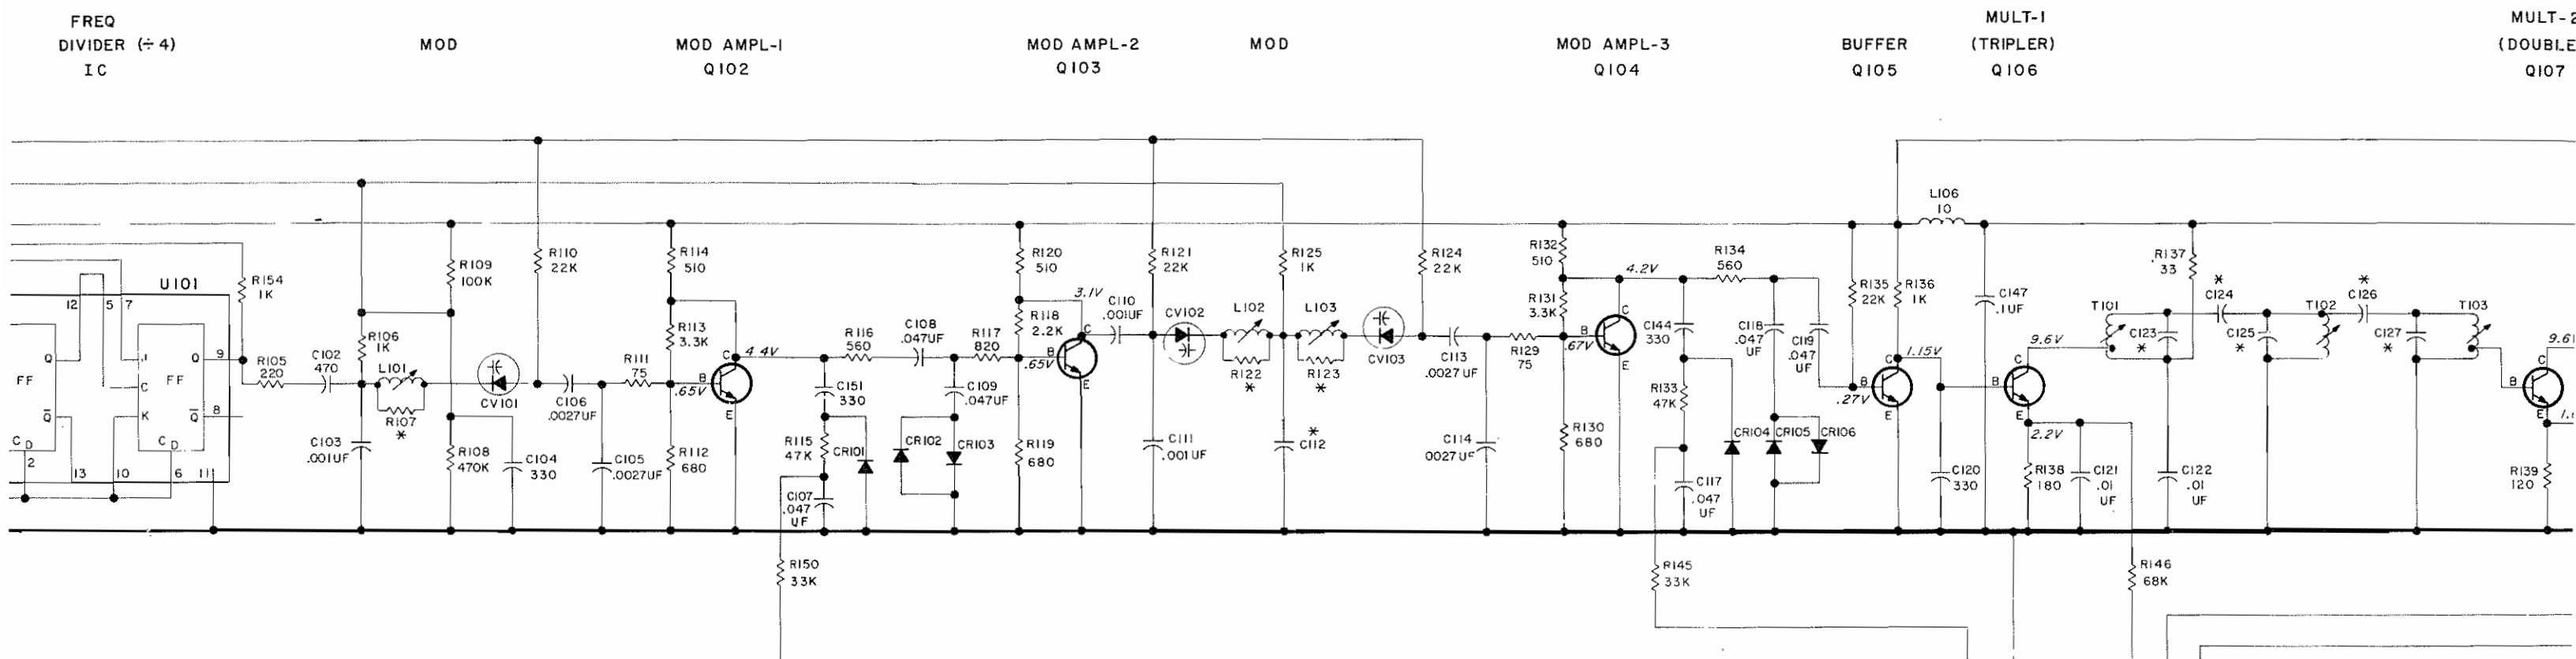 FREQ
DIVIDER (÷4)
IC
MOD
MOD AMPL-1
Q102
MOD AMPL-2
Q103
MOD
MOD AMPL-3
Q104
BUFFER
Q105
MULT-1
(TRIPLER)
Q106
MULT-2
(DOUBLE
Q107
U101
12
5
7
Q
FF
Q̅
C D
2
13
10
6
11
J
C
K
Q
FF
Q̅
C D
9
8
R154
1K
R105
220
C102
470
R106
1K
L101
R107
*
C103
.001UF
R109
100K
R108
470K
C104
330
CV101
R110
22K
C106
.0027UF
C105
.0027UF
R111
75
R114
510
R113
3.3K
R112
680
.65V
B
C
E
4.4V
R116
560
C151
330
R115
47K
CR101
C107
.047
UF
R150
33K
C108
.047UF
C109
.047UF
CR102
CR103
R117
820
R120
510
R118
2.2K
R119
680
.65V
B
C
E
3.1V
C110
.001UF
R121
22K
C111
.001UF
CV102
L102
R122
*
R125
1K
L103
R123
*
*
C112
CV103
R124
22K
C113
.0027UF
C114
.0027UF
R129
75
R132
510
R131
3.3K
R130
680
.67V
B
C
E
4.2V
C144
330
R133
47K
C117
.047
UF
R145
33K
R134
560
CR104
C118
.047
UF
CR105
CR106
C119
.047
UF
R135
22K
R136
1K
.27V
B
C
E
1.15V
C120
330
L106
10
C147
.1UF
B
C
E
9.6V
2.2V
R138
180
C121
.01
UF
R146
68K
T101
C123
*
R137
33
C122
.01
UF
*
C124
C125
*
T102
*
C126
C127
*
T103
B
C
E
R139
120